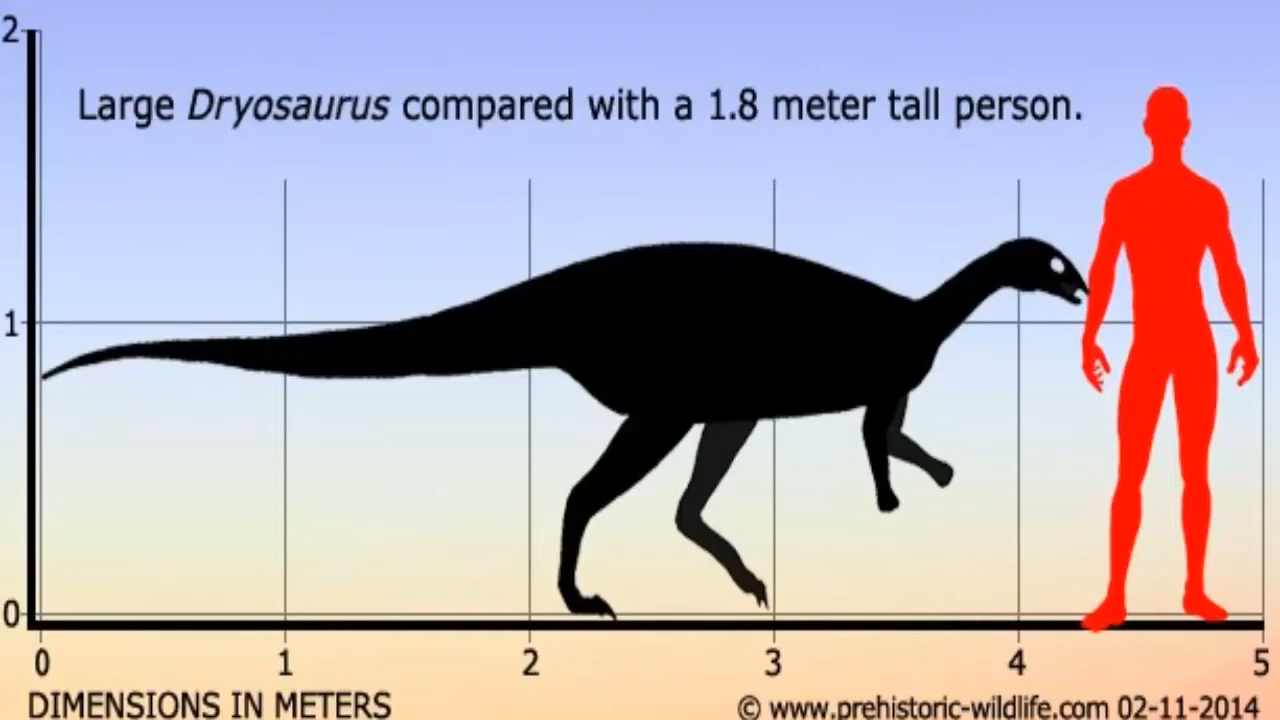 2
Large Dryosaurus compared with a 1.8 meter tall person.
1
0
0 1 2 3 4 5
DIMENSIONS IN METERS © www.prehistoric-wildlife.com 02-11-2014